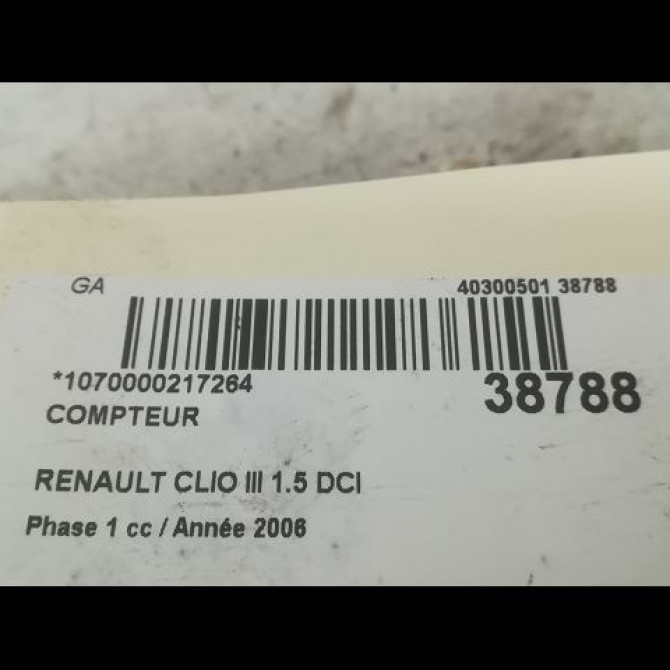 GA 40300501 38788
*1070000217264 38788
COMPTEUR
RENAULT CLIO III 1.5 DCI
Phase 1 cc / Année 2006